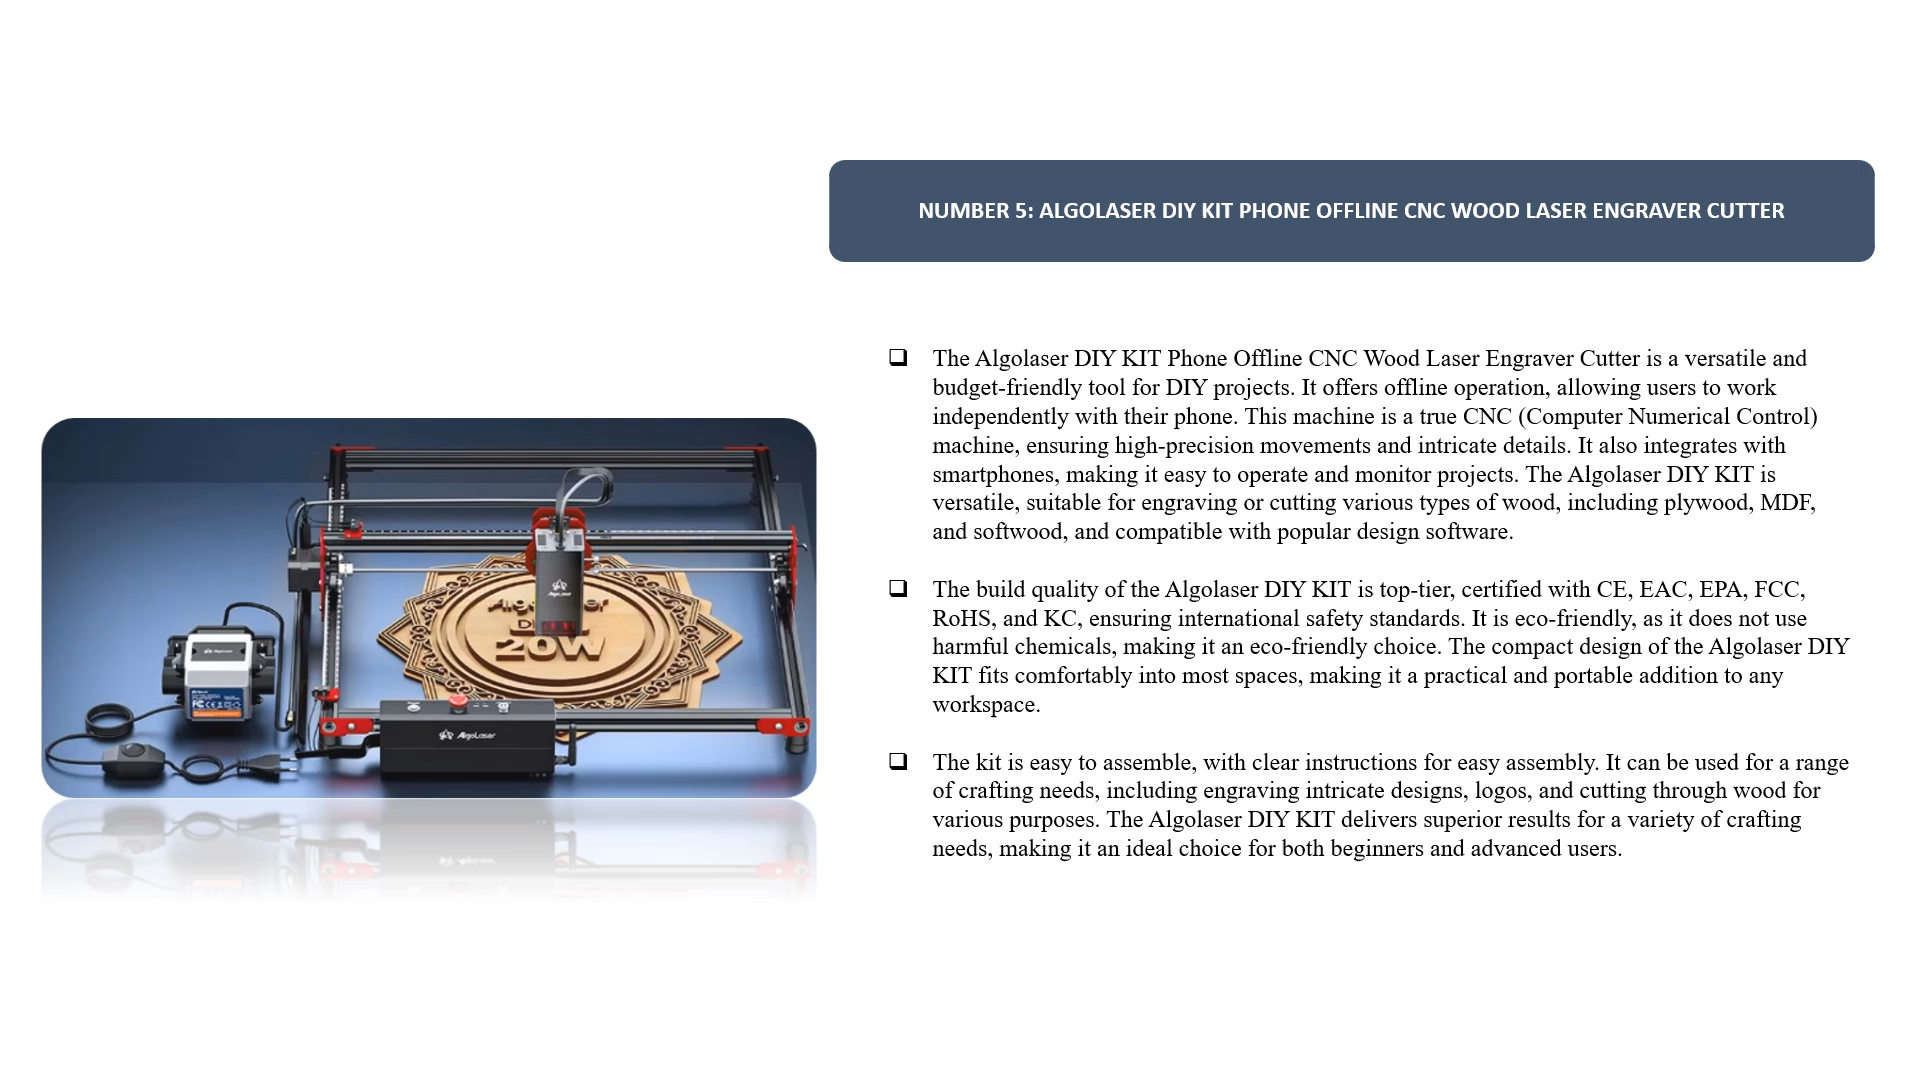 NUMBER 5: ALGOLASER DIY KIT PHONE OFFLINE CNC WOOD LASER ENGRAVER CUTTER
The Algolaser DIY KIT Phone Offline CNC Wood Laser Engraver Cutter is a versatile and
budget-friendly tool for DIY projects. It offers offline operation, allowing users to work
independently with their phone. This machine is a true CNC (Computer Numerical Control)
machine, ensuring high-precision movements and intricate details. It also integrates with
smartphones, making it easy to operate and monitor projects. The Algolaser DIY KIT is
versatile, suitable for engraving or cutting various types of wood, including plywood, MDF,
and softwood, and compatible with popular design software.
The build quality of the Algolaser DIY KIT is top-tier, certified with CE, EAC, EPA, FCC,
RoHS, and KC, ensuring international safety standards. It is eco-friendly, as it does not use
harmful chemicals, making it an eco-friendly choice. The compact design of the Algolaser DIY
KIT fits comfortably into most spaces, making it a practical and portable addition to any
workspace.
The kit is easy to assemble, with clear instructions for easy assembly. It can be used for a range
of crafting needs, including engraving intricate designs, logos, and cutting through wood for
various purposes. The Algolaser DIY KIT delivers superior results for a variety of crafting
needs, making it an ideal choice for both beginners and advanced users.
AlgoLaser
20W
AlgoLaser
AlgoLaser